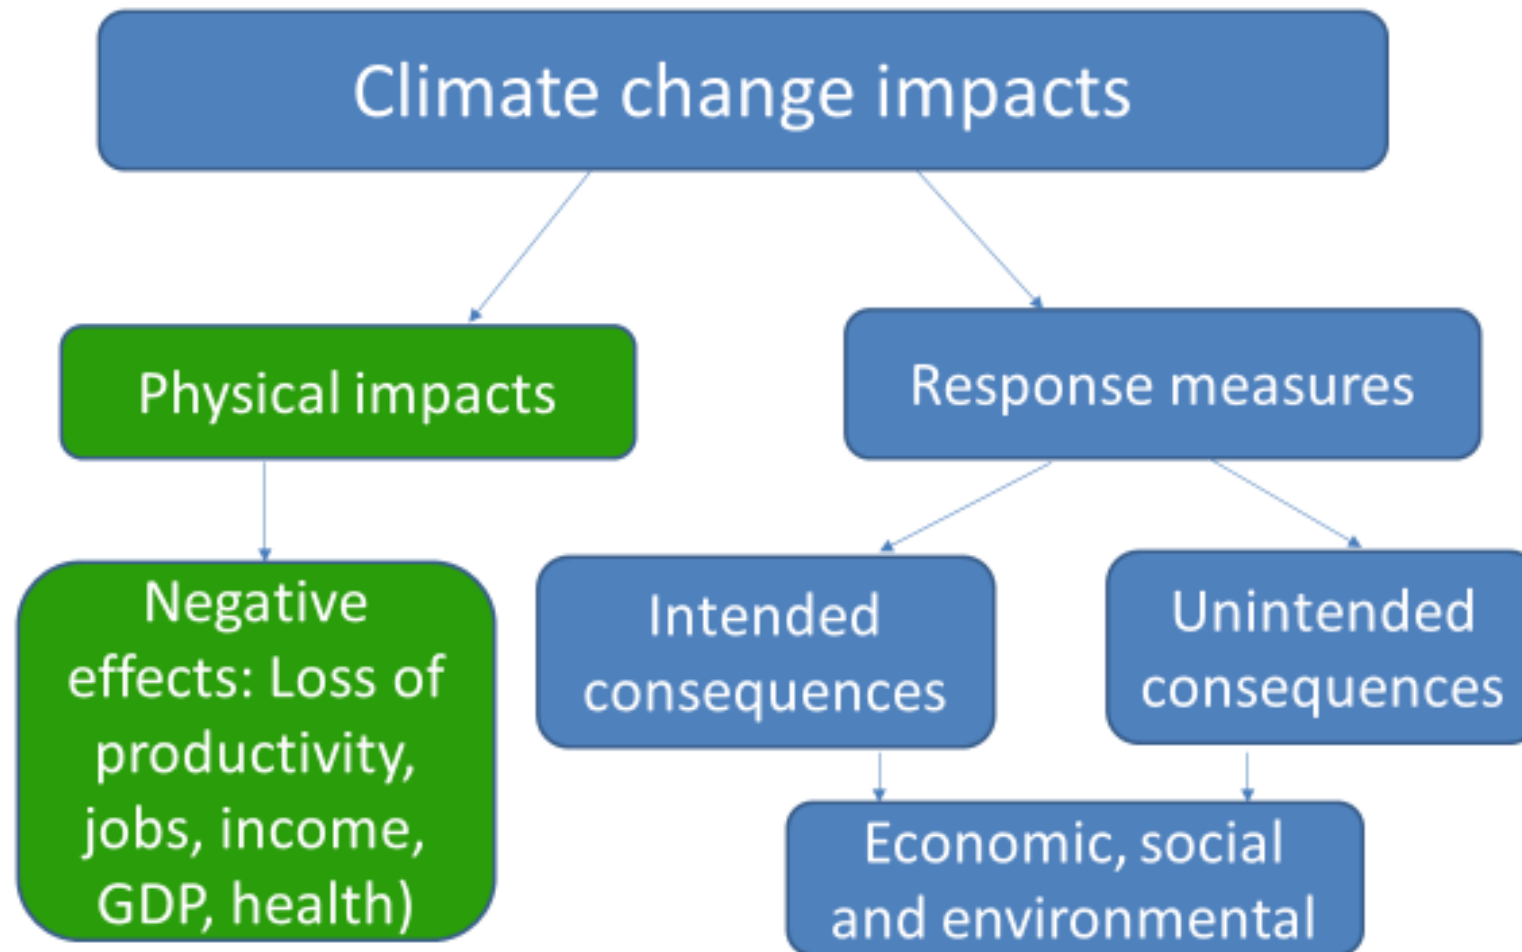 Climate change impacts
Physical impacts
Response measures
Negative
effects: Loss of
productivity,
jobs, income,
GDP, health)
Intended
consequences
Unintended
consequences
Economic, social
and environmental